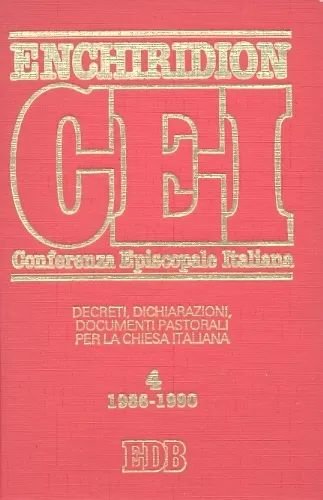 ENCHIRIDION
CEI
Conferenza Episcopale Italiana
DECRETI, DICHIARAZIONI,
DOCUMENTI PASTORALI
PER LA CHIESA ITALIANA
4
1986-1990
EDB